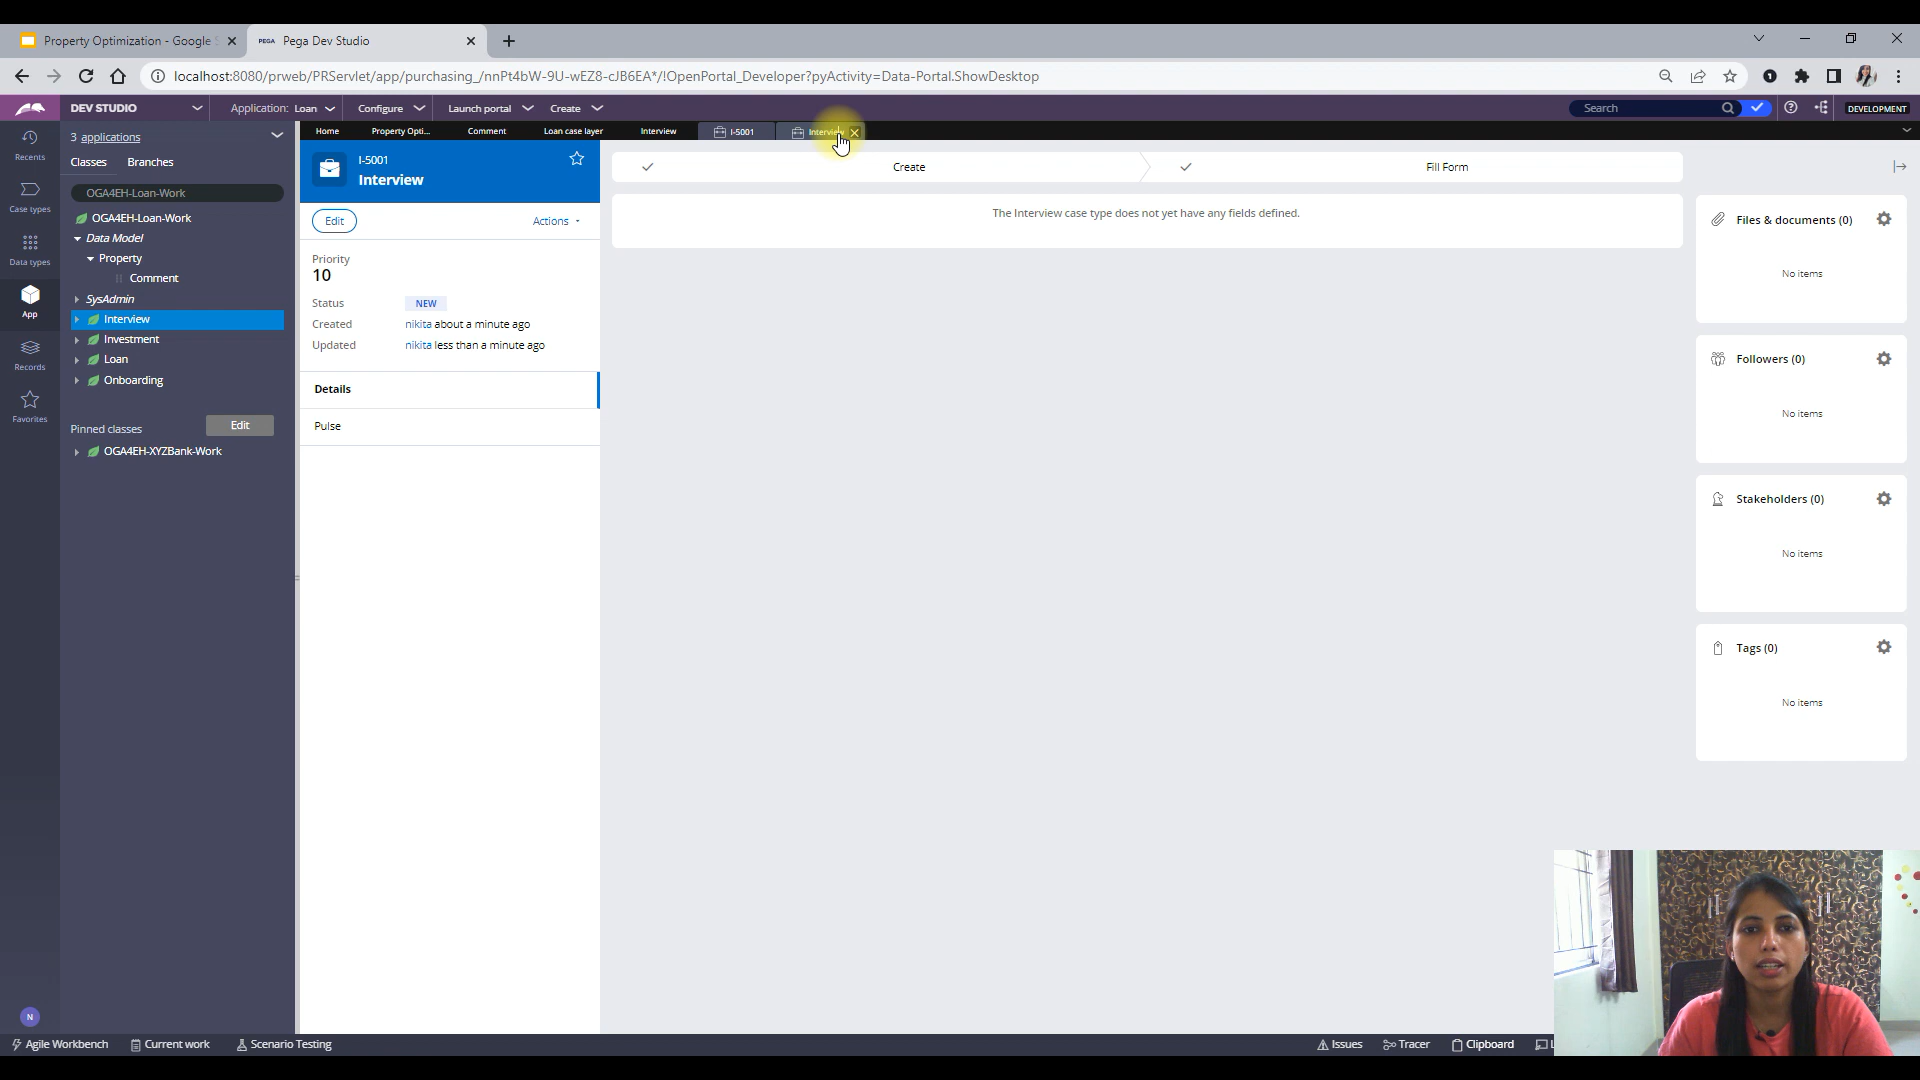 Property Optimization - Google S
PEGA Pega Dev Studio
localhost:8080/prweb/PRServlet/app/purchasing_/nnPt4bW-9U-wEZ8-cJB6EA*/!OpenPortal_Developer?pyActivity=Data-Portal.ShowDesktop
DEV STUDIO
Application: Loan
Configure
Launch portal
Create
Search
DEVELOPMENT
Home
Property Opti...
Comment
Loan case layer
Interview
I-5001
Recents
Case types
Data types
App
Records
Favorites
N
3 applications
Classes
Branches
OGA4EH-Loan-Work
OGA4EH-Loan-Work
Data Model
Property
Comment
SysAdmin
Interview
Investment
Loan
Onboarding
Pinned classes
Edit
OGA4EH-XYZBank-Work
I-5001
Interview
Edit
Actions
Priority
10
Status NEW
Created nikita about a minute ago
Updated nikita less than a minute ago
Details
Pulse
Create
Fill Form
The Interview case type does not yet have any fields defined.
Files & documents (0)
No items
Followers (0)
No items
Stakeholders (0)
No items
Tags (0)
No items
Agile Workbench
Current work
Scenario Testing
Issues
Tracer
Clipboard